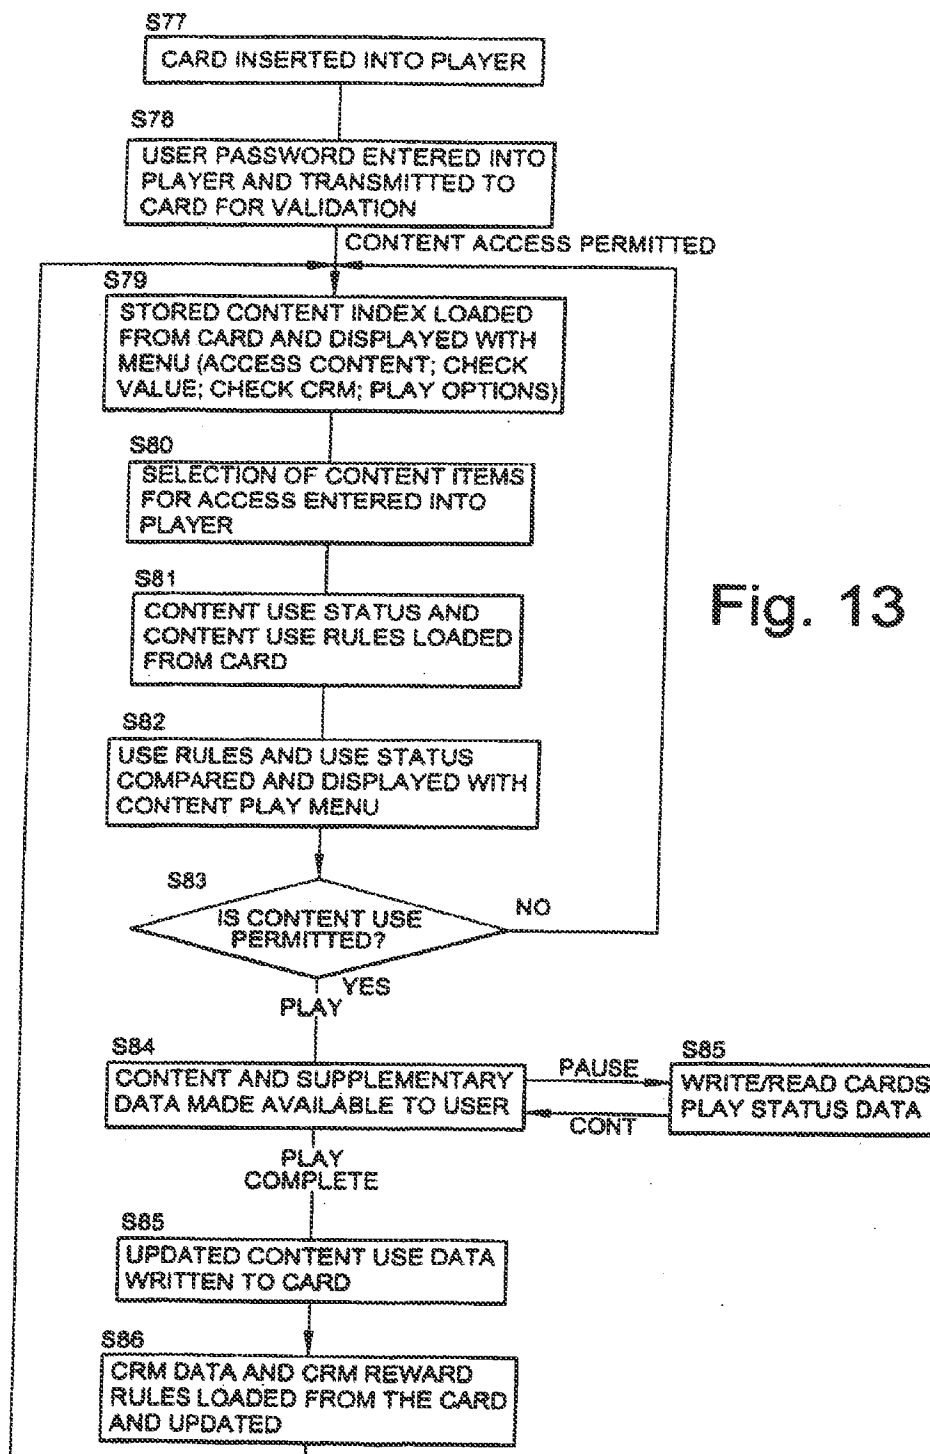 S77
CARD INSERTED INTO PLAYER
S78
USER PASSWORD ENTERED INTO
PLAYER AND TRANSMITTED TO
CARD FOR VALIDATION
CONTENT ACCESS PERMITTED
S79
STORED CONTENT INDEX LOADED
FROM CARD AND DISPLAYED WITH
MENU (ACCESS CONTENT; CHECK
VALUE; CHECK CRM; PLAY OPTIONS)
S80
SELECTION OF CONTENT ITEMS
FOR ACCESS ENTERED INTO
PLAYER
S81
CONTENT USE STATUS AND
CONTENT USE RULES LOADED
FROM CARD
Fig. 13
S82
USE RULES AND USE STATUS
COMPARED AND DISPLAYED WITH
CONTENT PLAY MENU
S83
IS CONTENT USE
PERMITTED?
NO
YES
PLAY
S84
CONTENT AND SUPPLEMENTARY
DATA MADE AVAILABLE TO USER
PAUSE
CONT
S85
WRITE/READ CARDS
PLAY STATUS DATA
PLAY
COMPLETE
S85
UPDATED CONTENT USE DATA
WRITTEN TO CARD
S86
CRM DATA AND CRM REWARD
RULES LOADED FROM THE CARD
AND UPDATED